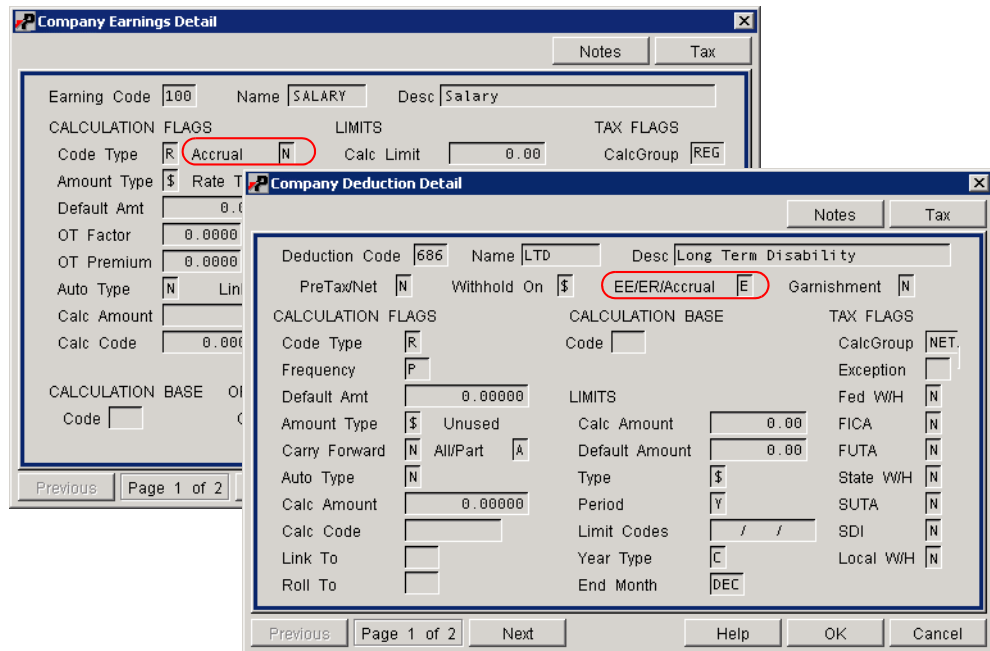 Company Earnings Detail
Notes Tax
Earning Code 100 Name SALARY Desc Salary
CALCULATION FLAGS LIMITS TAX FLAGS
Code Type R Accrual N Calc Limit 0.00 CalcGroup REG
Amount Type $ Rate T
Default Amt 0.0
OT Factor 0.0000
OT Premium 0.0000
Auto Type N Lin
Calc Amount
Calc Code 0.000
CALCULATION BASE
Code
Previous Page 1 of 2
Company Deduction Detail
Notes Tax
Deduction Code 686 Name LTD Desc Long Term Disability
PreTax/Net N Withhold On $ EE/ER/Accrual E Garnishment N
CALCULATION FLAGS CALCULATION BASE TAX FLAGS
Code Type R Code CalcGroup NET.
Frequency P Exception
Default Amt 0.00000 LIMITS Fed W/H N
Amount Type $ Unused Calc Amount 0.00 FICA N
Carry Forward N All/Part A Default Amount 0.00 FUTA N
Auto Type N Type $ State W/H N
Calc Amount 0.00000 Period Y SUTA N
Calc Code Limit Codes / / SDI N
Link To Year Type C Local W/H N
Roll To End Month DEC
Previous Page 1 of 2 Next Help OK Cancel